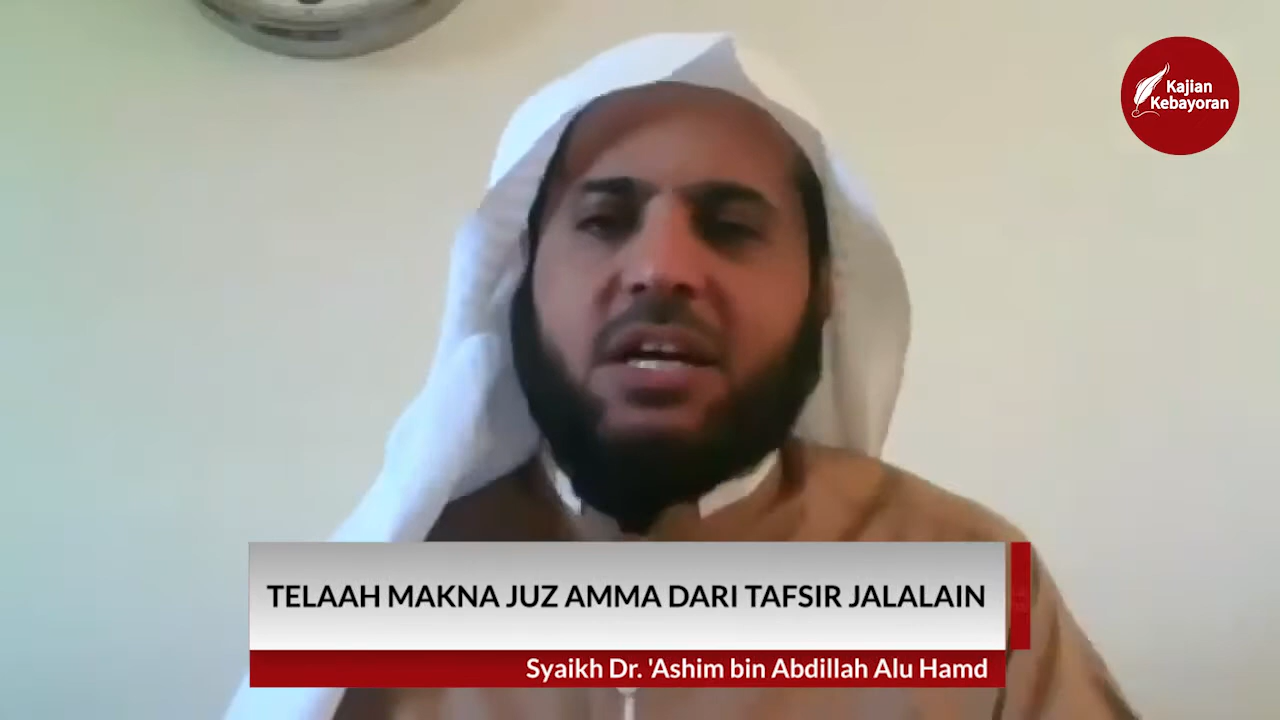 Kajian
Kebayoran
TELAAH MAKNA JUZ AMMA DARI TAFSIR JALALAIN
Syaikh Dr. 'Ashim bin Abdillah Alu Hamd